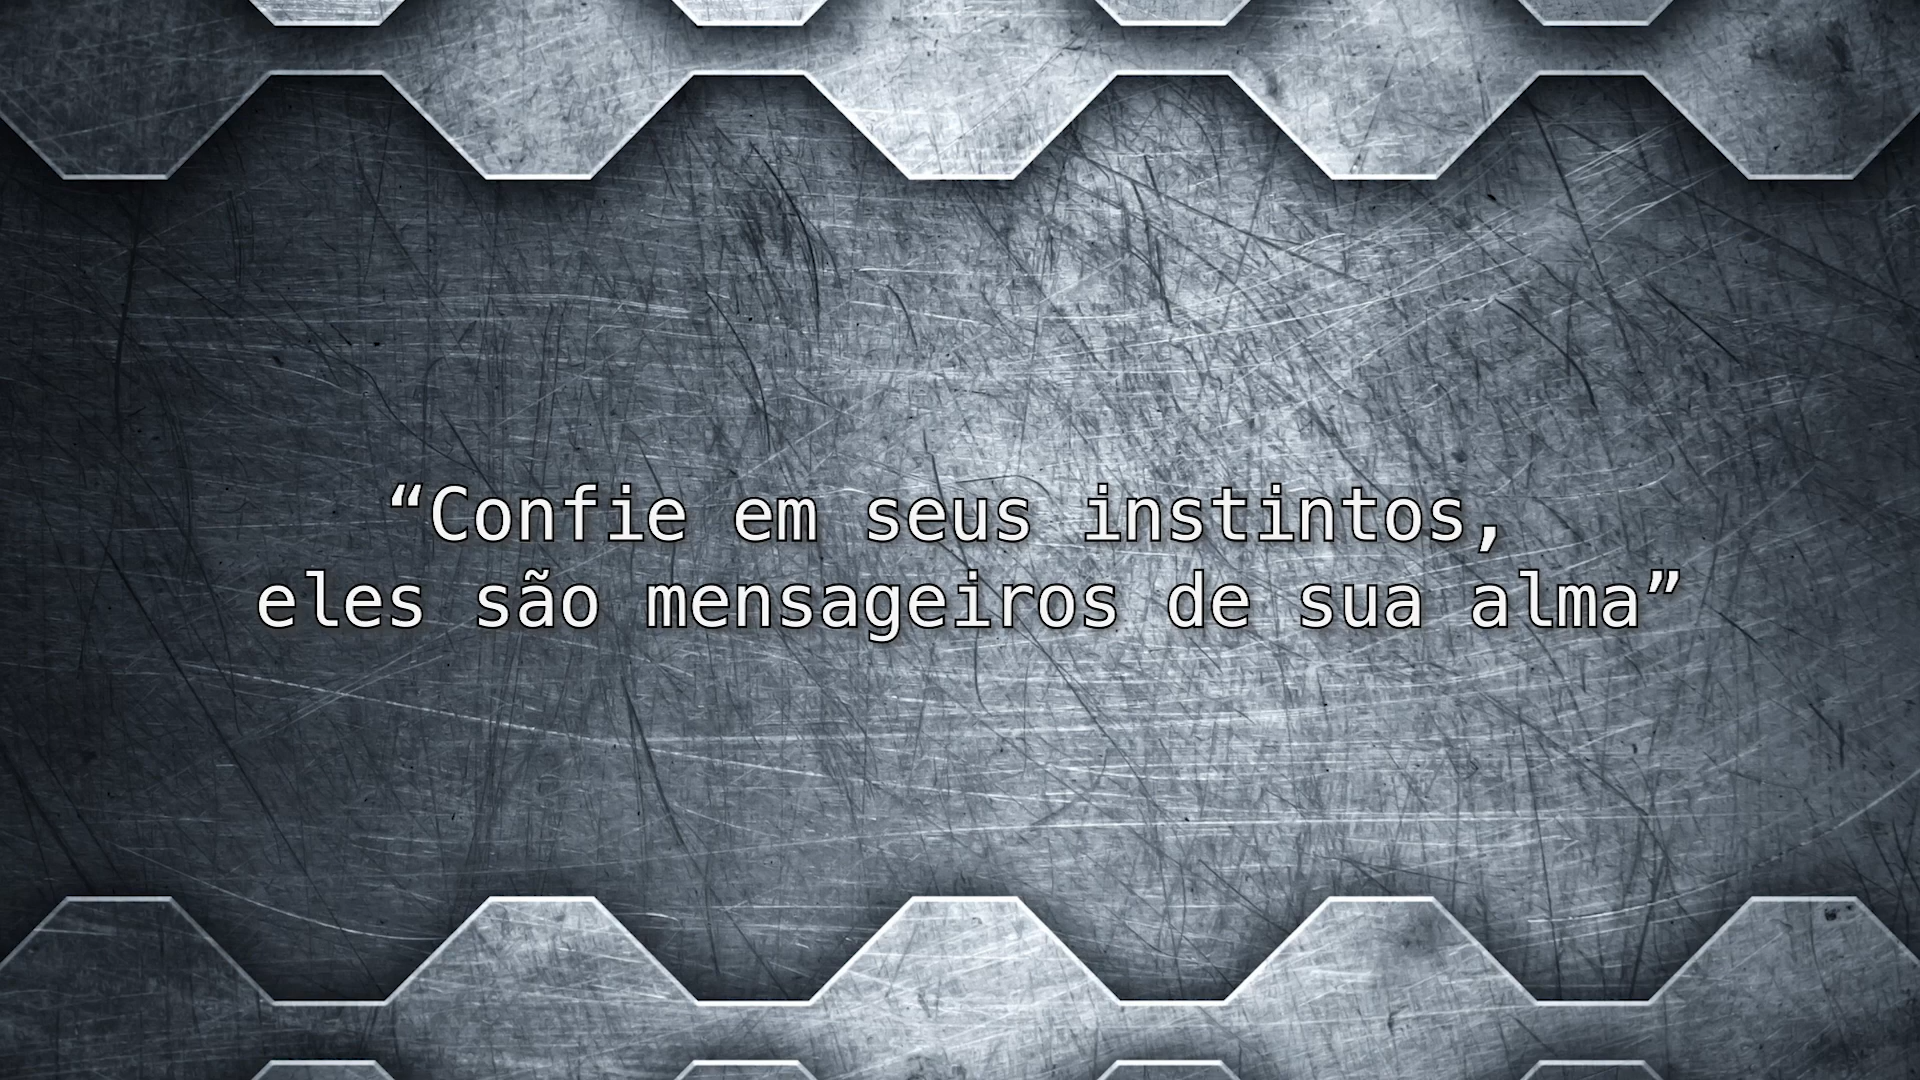 “Confie em seus instintos,
eles são mensageiros de sua alma”